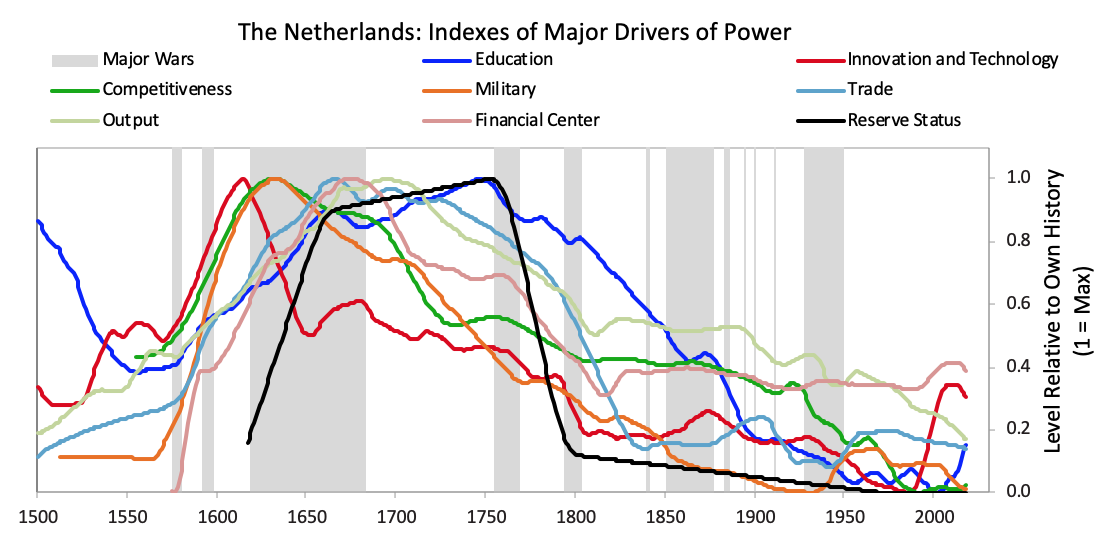 The Netherlands: Indexes of Major Drivers of Power
Major Wars Education Innovation and Technology
Competitiveness Military Trade
Output Financial Center Reserve Status
1.0
0.8
0.6
0.4
0.2
0.0
Level Relative to Own History
(1 = Max)
1500 1550 1600 1650 1700 1750 1800 1850 1900 1950 2000